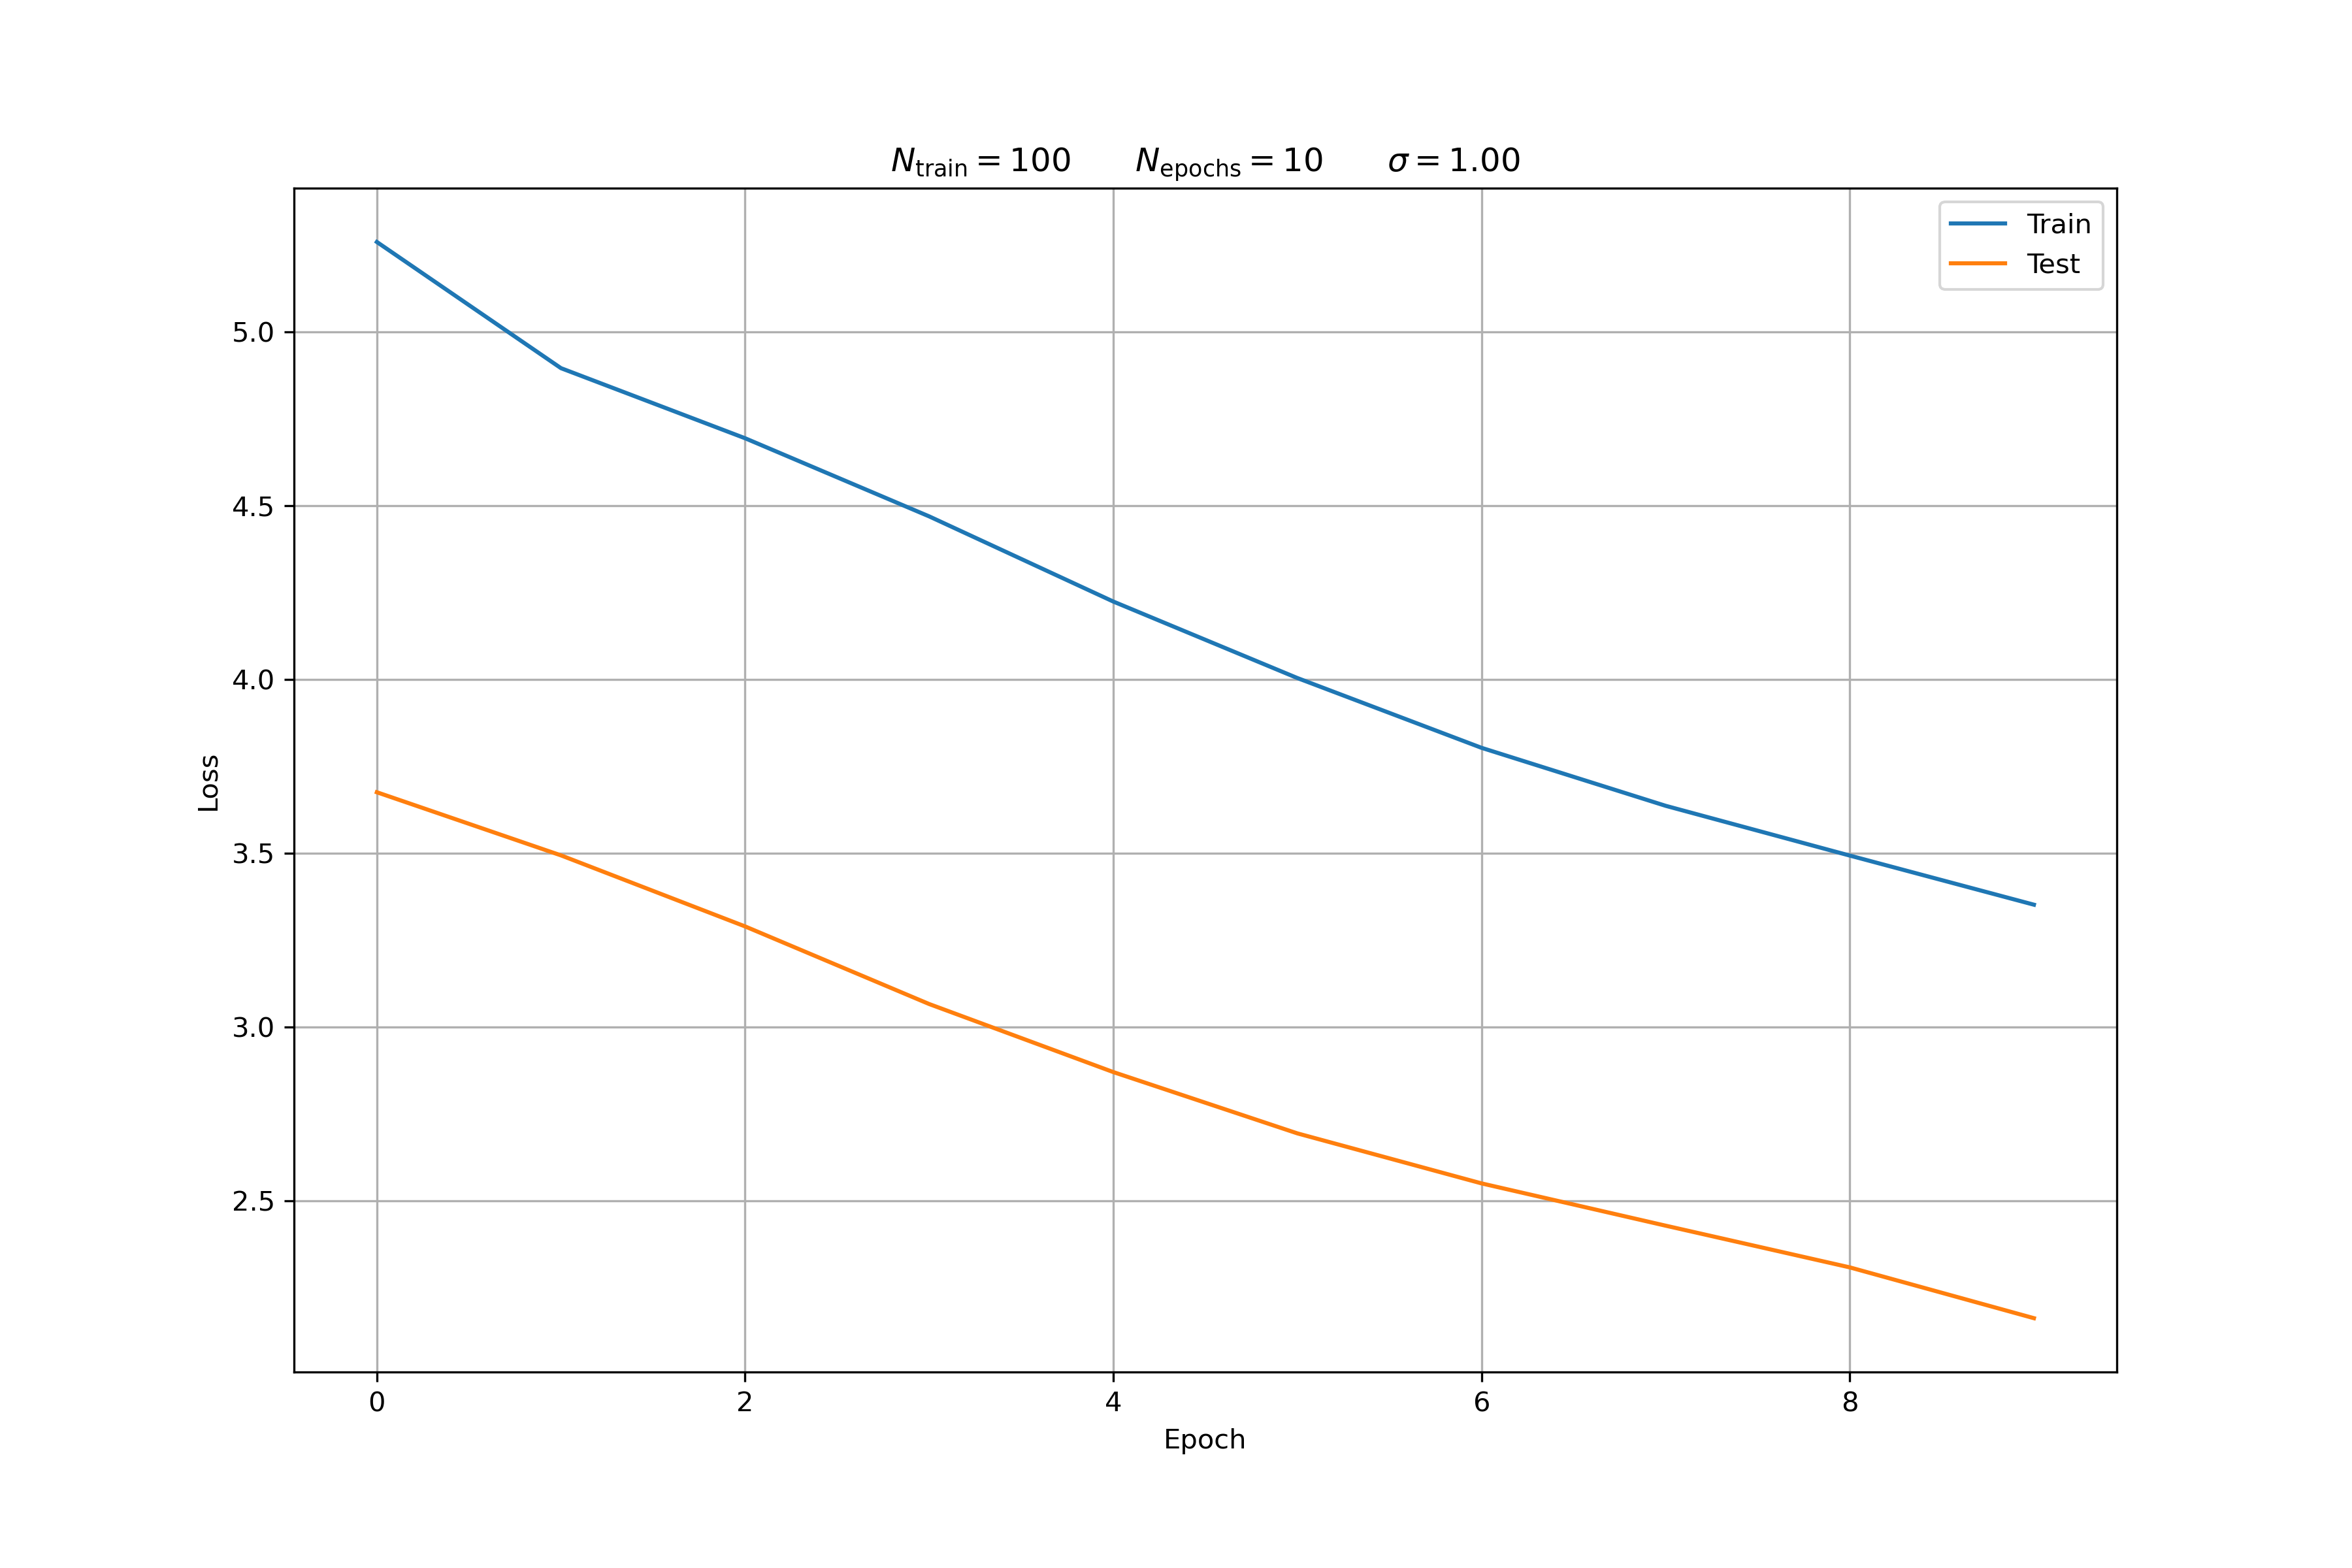 N_train = 100 N_epochs = 10 σ = 1.00
Train
Test
5.0
4.5
4.0
3.5
3.0
2.5
Loss
0 2 4 6 8
Epoch